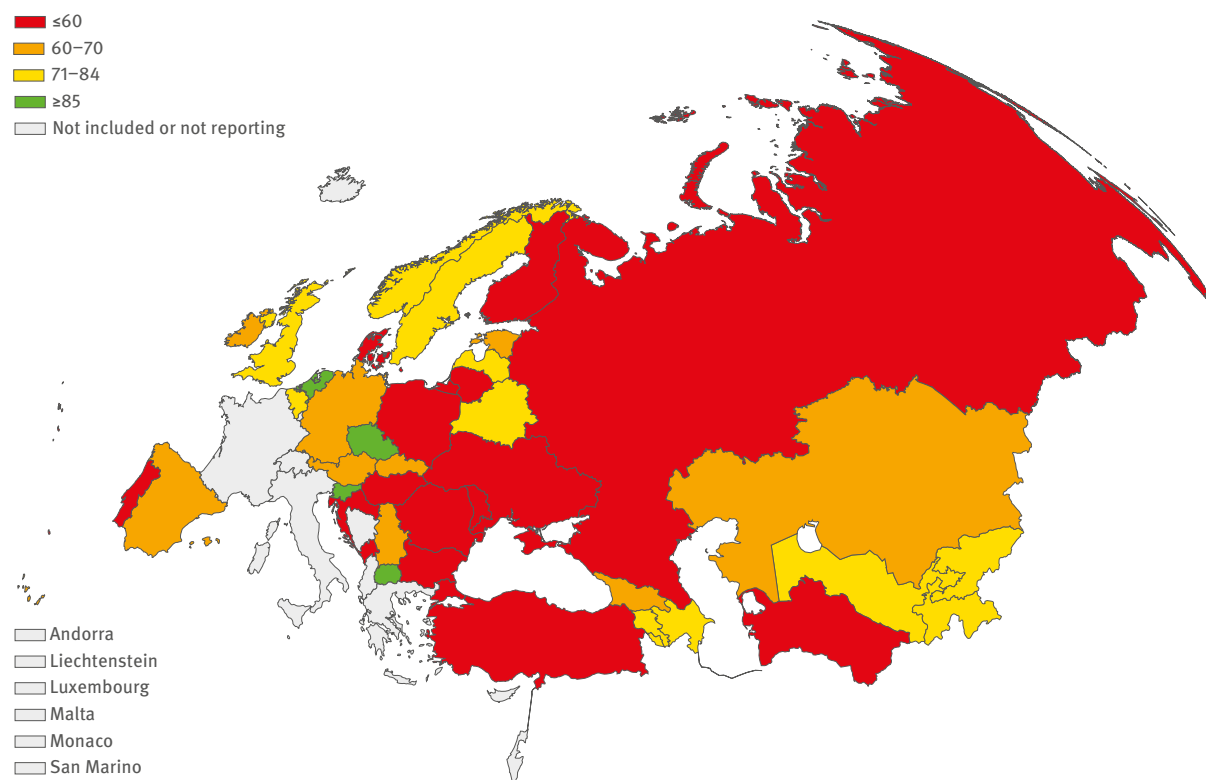 ≤60
60–70
71–84
≥85
Not included or not reporting
Andorra
Liechtenstein
Luxembourg
Malta
Monaco
San Marino